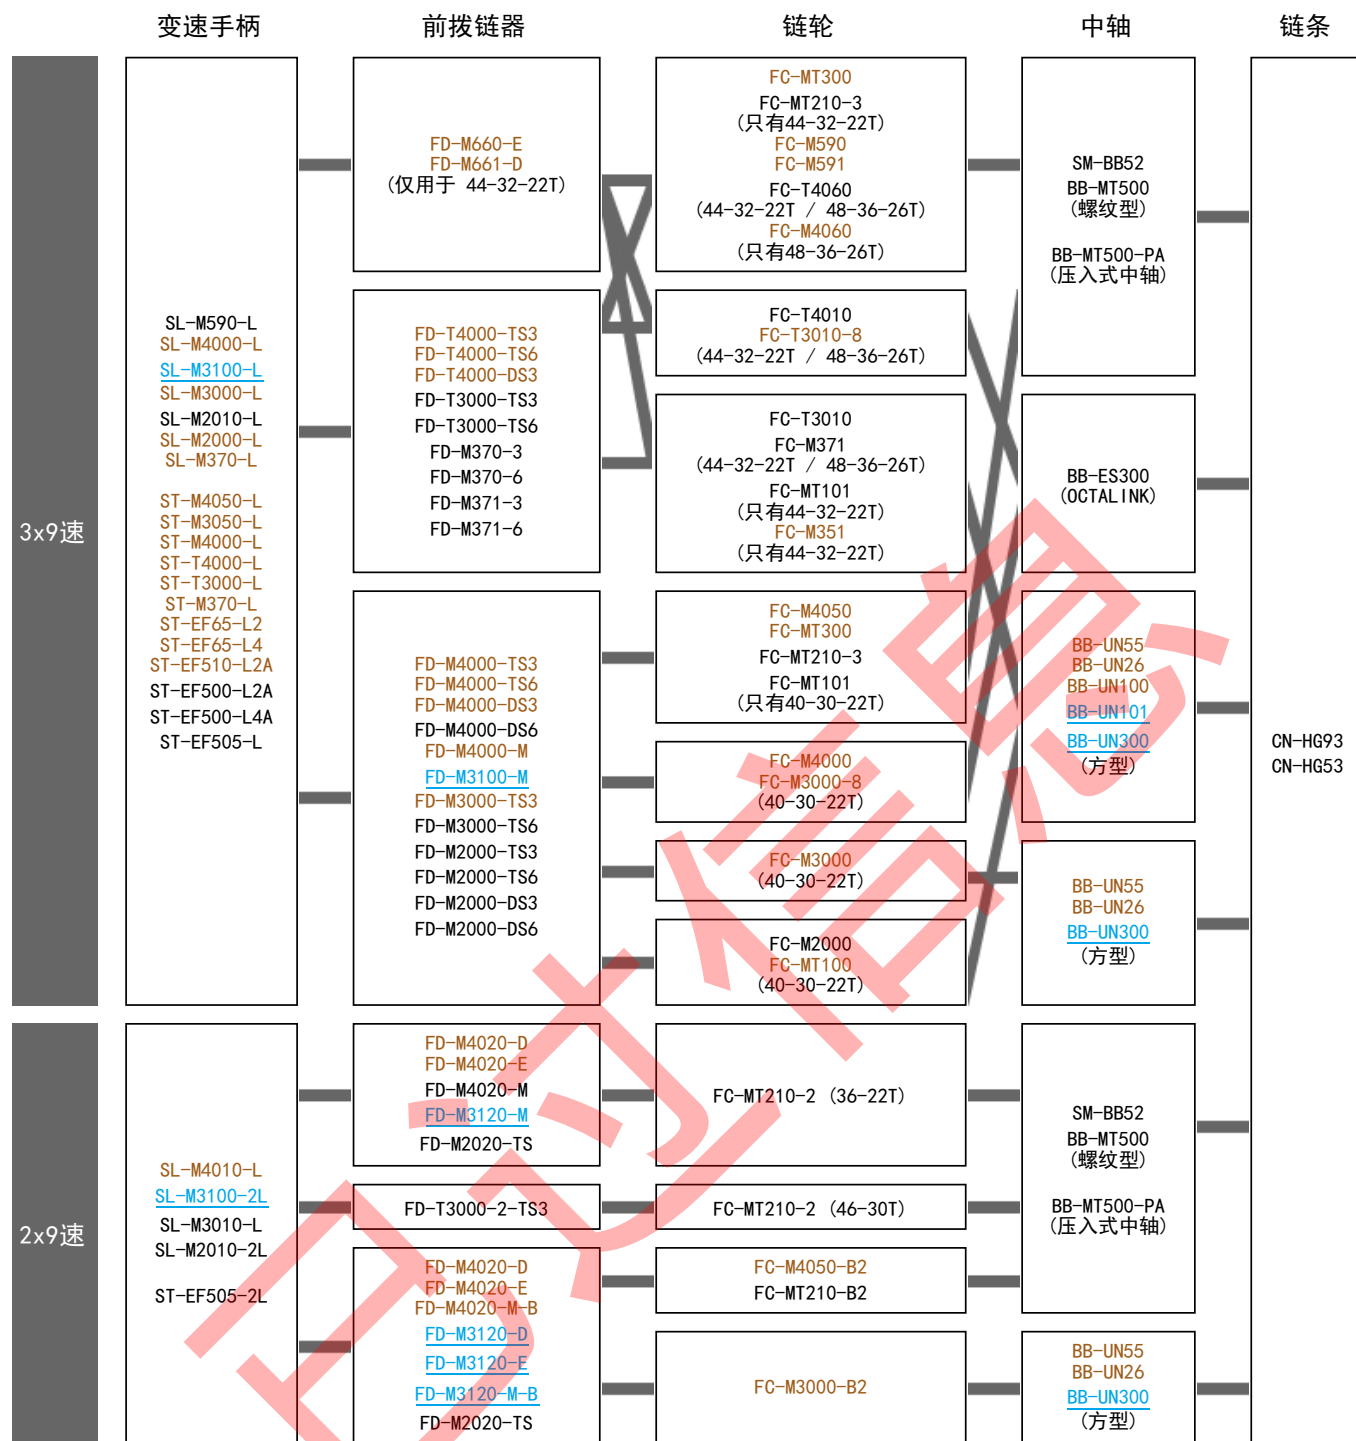 变速手柄
前拨链器
链轮
中轴
链条
3x9速
SL-M590-L
SL-M4000-L
SL-M3100-L
SL-M3000-L
SL-M2010-L
SL-M2000-L
SL-M370-L
ST-M4050-L
ST-M3050-L
ST-M4000-L
ST-T4000-L
ST-T3000-L
ST-M370-L
ST-EF65-L2
ST-EF65-L4
ST-EF510-L2A
ST-EF500-L2A
ST-EF500-L4A
ST-EF505-L
FD-M660-E
FD-M661-D
(仅用于 44-32-22T)
FD-T4000-TS3
FD-T4000-TS6
FD-T4000-DS3
FD-T3000-TS3
FD-T3000-TS6
FD-M370-3
FD-M370-6
FD-M371-3
FD-M371-6
FD-M4000-TS3
FD-M4000-TS6
FD-M4000-DS3
FD-M4000-DS6
FD-M4000-M
FD-M3100-M
FD-M3000-TS3
FD-M3000-TS6
FD-M2000-TS3
FD-M2000-TS6
FD-M2000-DS3
FD-M2000-DS6
FC-MT300
FC-MT210-3
(只有44-32-22T)
FC-M590
FC-M591
FC-T4060
(44-32-22T / 48-36-26T)
FC-M4060
(只有48-36-26T)
FC-T4010
FC-T3010-8
(44-32-22T / 48-36-26T)
FC-T3010
FC-M371
(44-32-22T / 48-36-26T)
FC-MT101
(只有44-32-22T)
FC-M351
(只有44-32-22T)
FC-M4050
FC-MT300
FC-MT210-3
FC-MT101
(只有40-30-22T)
FC-M4000
FC-M3000-8
(40-30-22T)
FC-M3000
(40-30-22T)
FC-M2000
FC-MT100
(40-30-22T)
SM-BB52
BB-MT500
(螺纹型)
BB-MT500-PA
(压入式中轴)
BB-ES300
(OCTALINK)
BB-UN55
BB-UN26
BB-UN100
BB-UN101
BB-UN300
(方型)
BB-UN55
BB-UN26
BB-UN300
(方型)
CN-HG93
CN-HG53
2x9速
SL-M4010-L
SL-M3100-2L
SL-M3010-L
SL-M2010-2L
ST-EF505-2L
FD-M4020-D
FD-M4020-E
FD-M4020-M
FD-M3120-M
FD-M2020-TS
FD-T3000-2-TS3
FD-M4020-D
FD-M4020-E
FD-M4020-M-B
FD-M3120-D
FD-M3120-E
FD-M3120-M-B
FD-M2020-TS
FC-MT210-2 (36-22T)
FC-MT210-2 (46-30T)
FC-M4050-B2
FC-MT210-B2
FC-M3000-B2
SM-BB52
BB-MT500
(螺纹型)
BB-MT500-PA
(压入式中轴)
BB-UN55
BB-UN26
BB-UN300
(方型)
已过信息